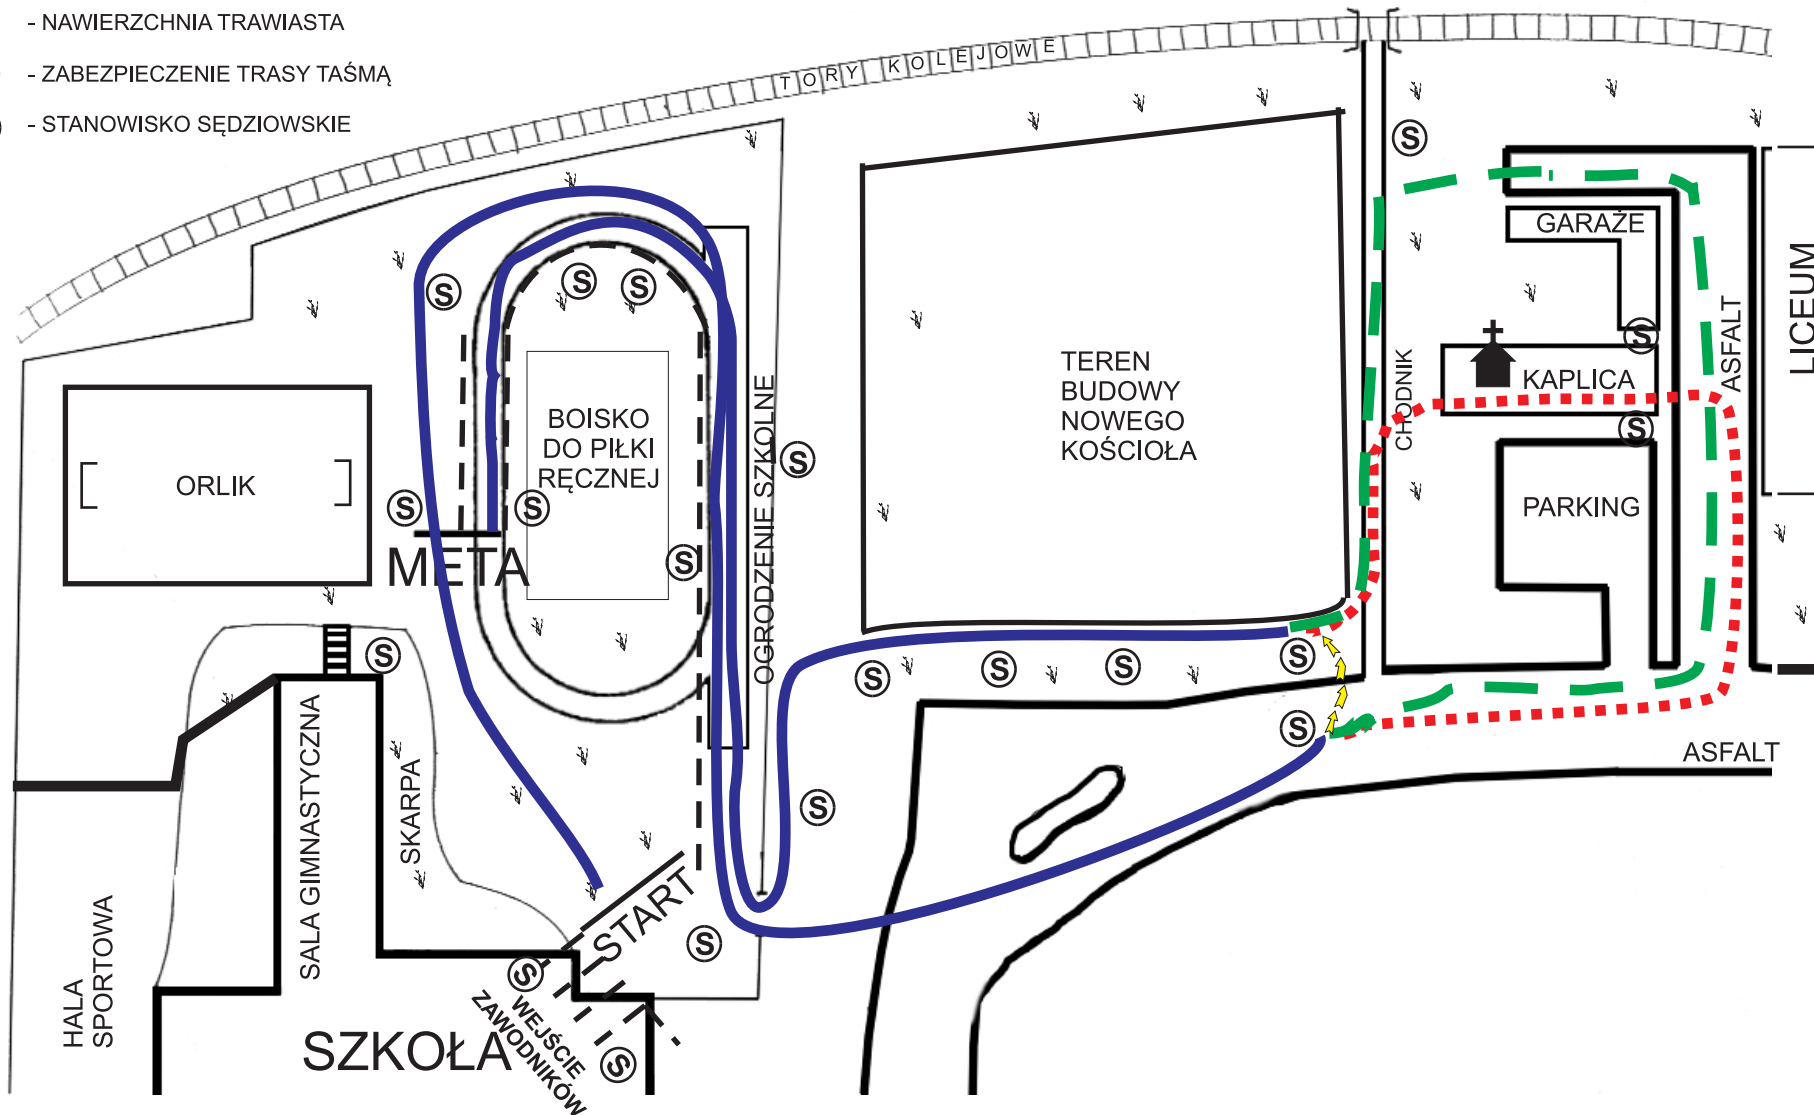 - NAWIERZCHNIA TRAWIASTA
- ZABEZPIECZENIE TRASY TAŚMĄ
- STANOWISKO SĘDZIOWSKIE
TORY KOLEJOWE
S
GARAŻE
S
S
S
S
KAPLICA
ASFALT
LICEUM
CHODNIK
TEREN
BUDOWY
NOWEGO
KOŚCIOŁA
BOISKO
DO PIŁKI
RĘCZNEJ
OGRODZENIE SZKOLNE
S
S
ORLIK
S
S
PARKING
META
S
S
S
S
S
S
S
ASFALT
SALA GIMNASTYCZNA
SKARPA
S
START
S
HALA
SPORTOWA
S
WEJŚCIE
ZAWODNIKÓW
S
SZKOŁA